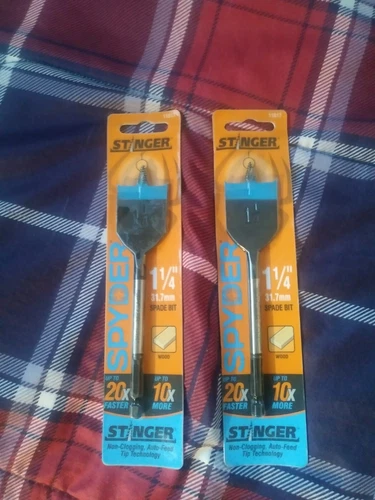 STINGER
SPYDER
1 1/4"
31.7mm
SPADE BIT
WOOD
UP TO
20X
FASTER
UP TO
10X
MORE
STINGER
Non-Clogging, Auto-Feed
Tip Technology
STINGER
SPYDER
1 1/4"
31.7mm
SPADE BIT
WOOD
UP TO
20X
FASTER
UP TO
10X
MORE
STINGER
Non-Clogging, Auto-Feed
Tip Technology